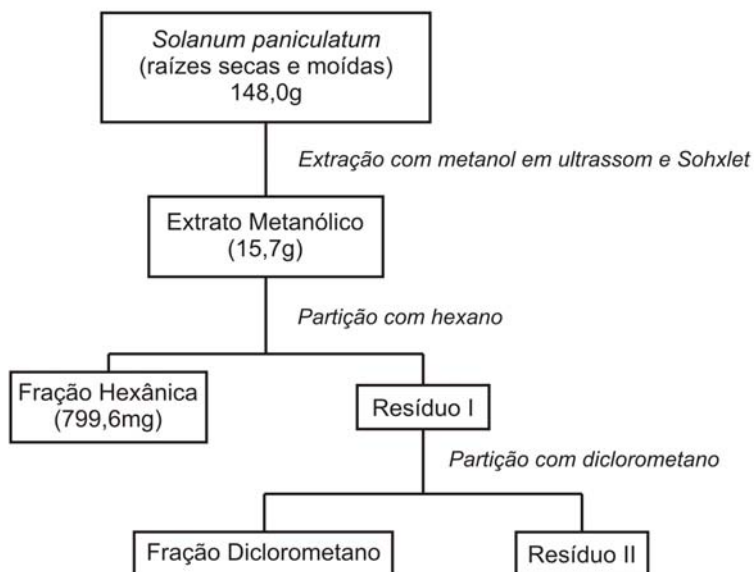 Solanum paniculatum
(raízes secas e moídas)
148,0g
Extração com metanol em ultrassom e Sohxlet
Extrato Metanólico
(15,7g)
Partição com hexano
Fração Hexânica
(799,6mg)
Resíduo I
Partição com diclorometano
Fração Diclorometano
Resíduo II